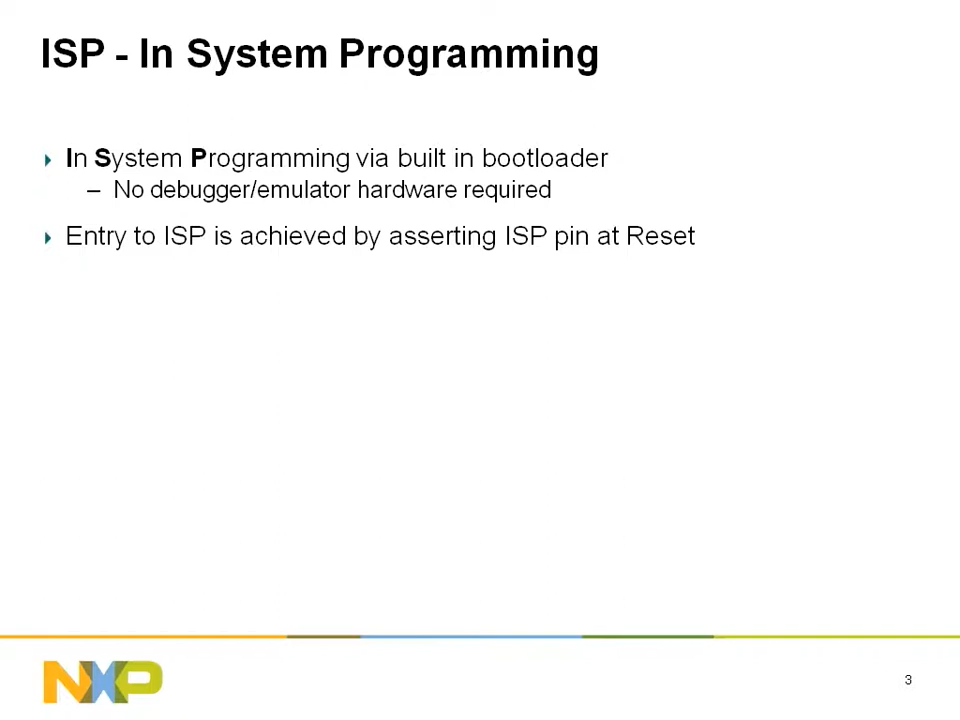 ISP - In System Programming
In System Programming via built in bootloader
– No debugger/emulator hardware required
Entry to ISP is achieved by asserting ISP pin at Reset
NXP
3